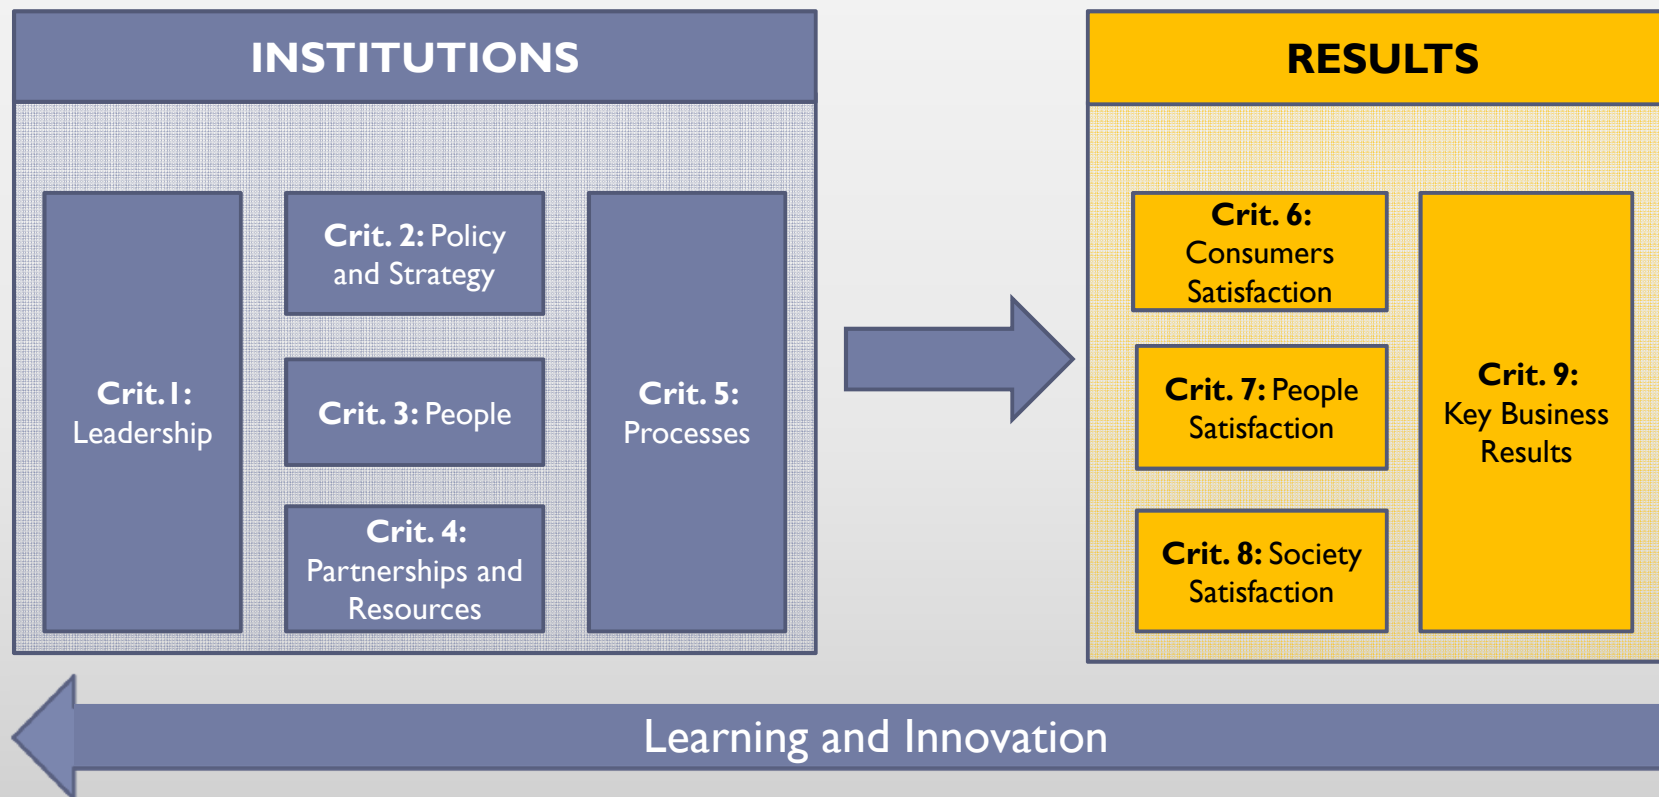 INSTITUTIONS
Crit.1:
Leadership
Crit. 2: Policy
and Strategy
Crit. 3: People
Crit. 4:
Partnerships and
Resources
Crit. 5:
Processes
RESULTS
Crit. 6:
Consumers
Satisfaction
Crit. 7: People
Satisfaction
Crit. 8: Society
Satisfaction
Crit. 9:
Key Business
Results
Learning and Innovation